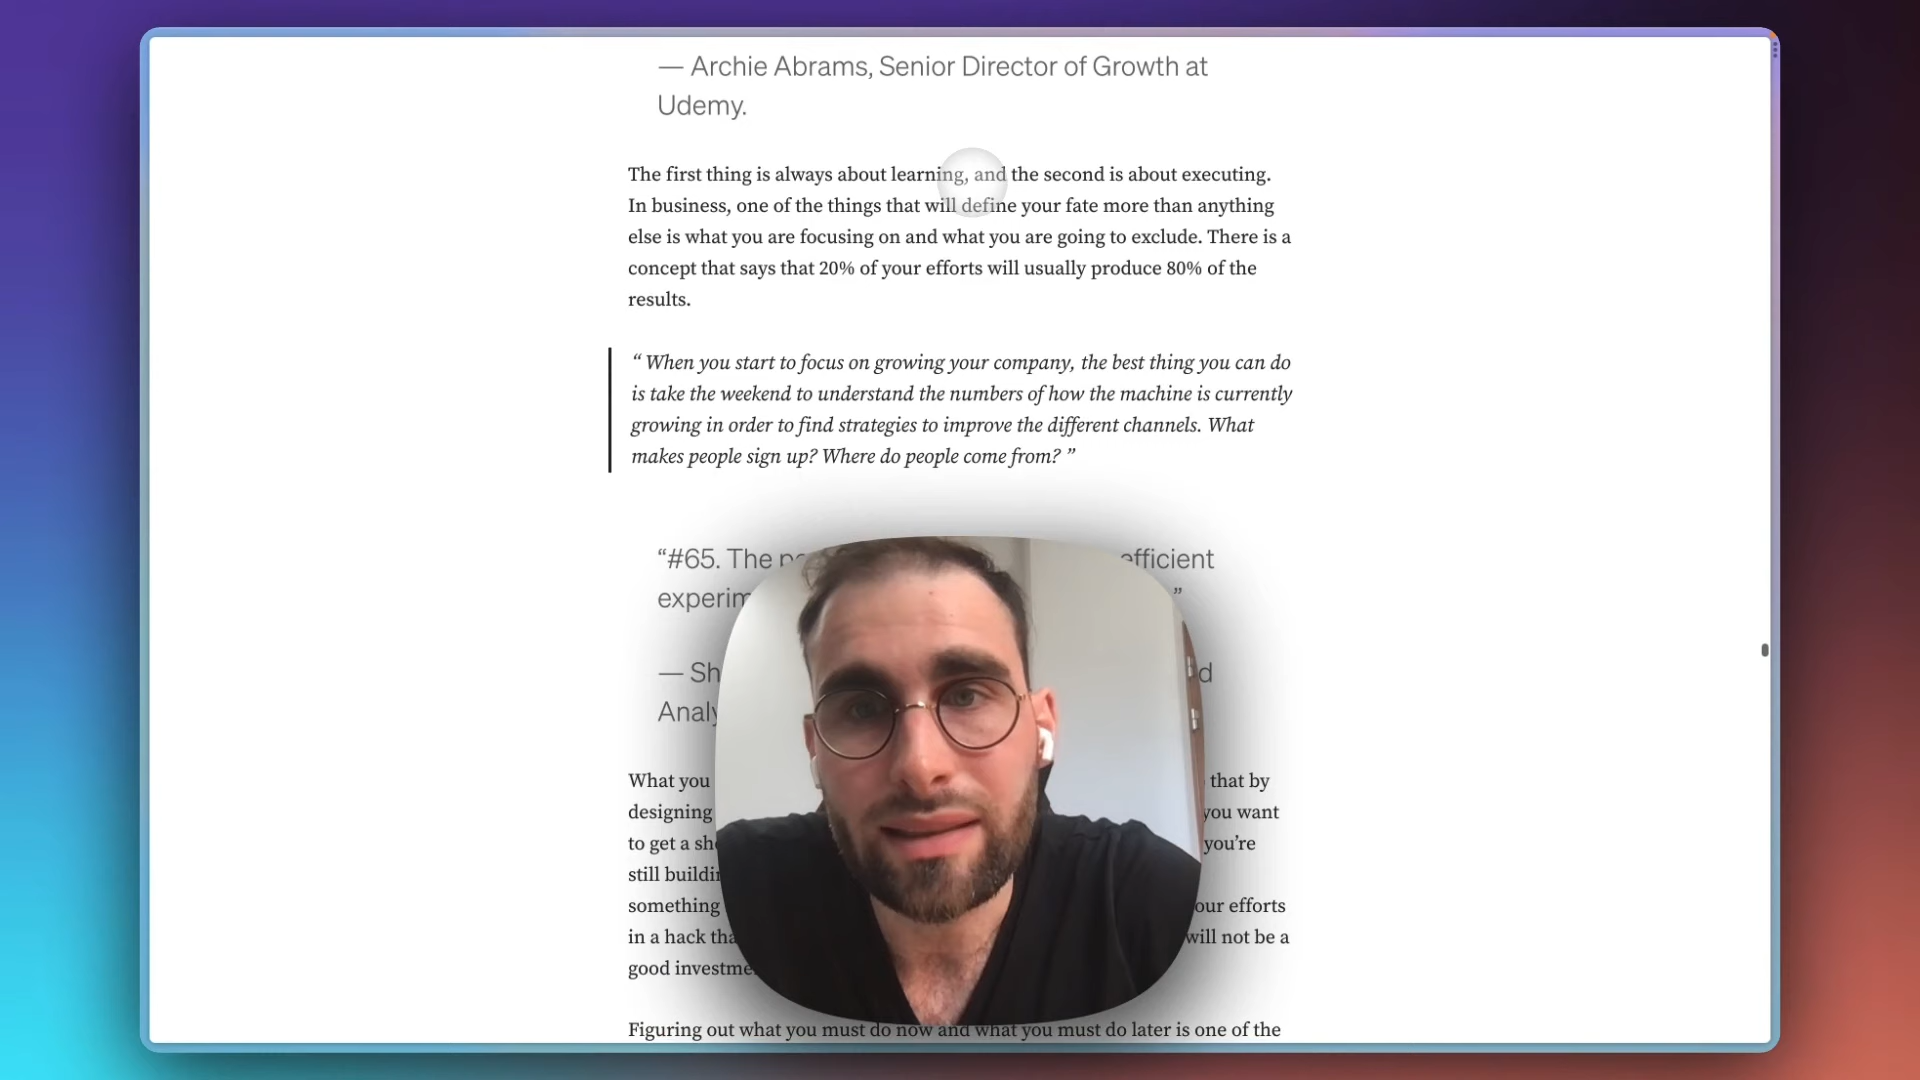 — Archie Abrams, Senior Director of Growth at
Udemy.
The first thing is always about learning, and the second is about executing.
In business, one of the things that will define your fate more than anything
else is what you are focusing on and what you are going to exclude. There is a
concept that says that 20% of your efforts will usually produce 80% of the
results.
“ When you start to focus on growing your company, the best thing you can do
is take the weekend to understand the numbers of how the machine is currently
growing in order to find strategies to improve the different channels. What
makes people sign up? Where do people come from? ”
“#65. The efficient
”
—
What you that by
designing you want
to get a you’re
still
something our efforts
in a hack will not be a
good
Figuring out what you must do now and what you must do later is one of the